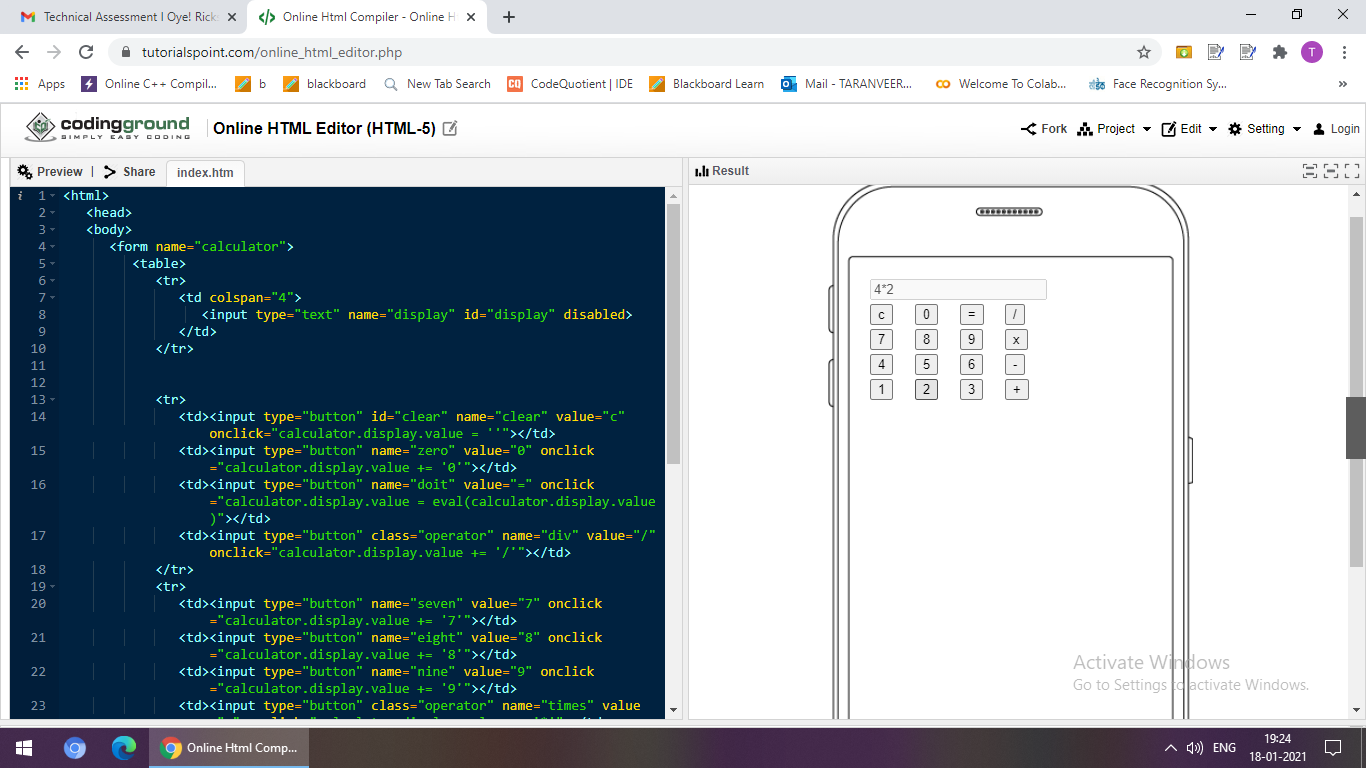 Technical Assessment I Oye! Ricks
Online Html Compiler - Online H
tutorialspoint.com/online_html_editor.php
T
Apps
Online C++ Compil...
b
blackboard
New Tab Search
CQ
CodeQuotient | IDE
Blackboard Learn
Mail - TARANVEER...
Welcome To Colab...
Face Recognition Sy...
»
codingground
SIMPLY EASY CODING
Online HTML Editor (HTML-5)
Fork
Project
Edit
Setting
Login
Preview | Share
index.htm
Result
i 1 <html>
2 <head>
3 <body>
4 <form name="calculator">
5 <table>
6 <tr>
7 <td colspan="4">
8 <input type="text" name="display" id="display" disabled>
9 </td>
10 </tr>
11
12
13 <tr>
14 <td><input type="button" id="clear" name="clear" value="c"
onclick="calculator.display.value = ''"></td>
15 <td><input type="button" name="zero" value="0" onclick
="calculator.display.value += '0'"></td>
16 <td><input type="button" name="doit" value="=" onclick
="calculator.display.value = eval(calculator.display.value
)"></td>
17 <td><input type="button" class="operator" name="div" value="/"
onclick="calculator.display.value += '/'"></td>
18 </tr>
19 <tr>
20 <td><input type="button" name="seven" value="7" onclick
="calculator.display.value += '7'"></td>
21 <td><input type="button" name="eight" value="8" onclick
="calculator.display.value += '8'"></td>
22 <td><input type="button" name="nine" value="9" onclick
="calculator.display.value += '9'"></td>
23 <td><input type="button" class="operator" name="times" value
4*2
c 0 = /
7 8 9 x
4 5 6 -
1 2 3 +
Activate Windows
Go to Settings to activate Windows.
Online Html Comp...
ENG
19:24
18-01-2021